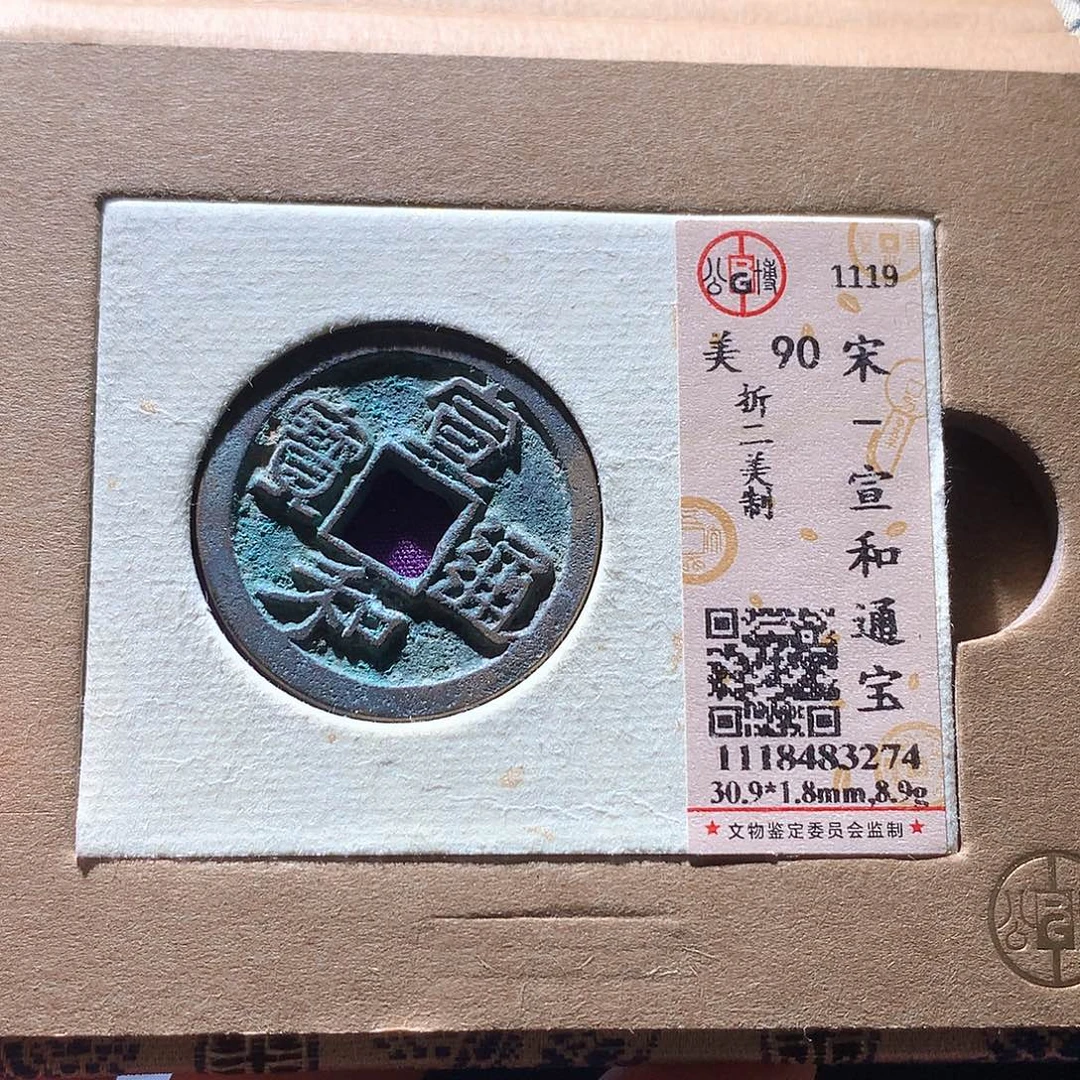 宣和通寳
公博
1119
美 90
折二美制
宋-宣和通宝
1118483274
30.9*1.8mm,8.9g
★文物鉴定委员会监制★